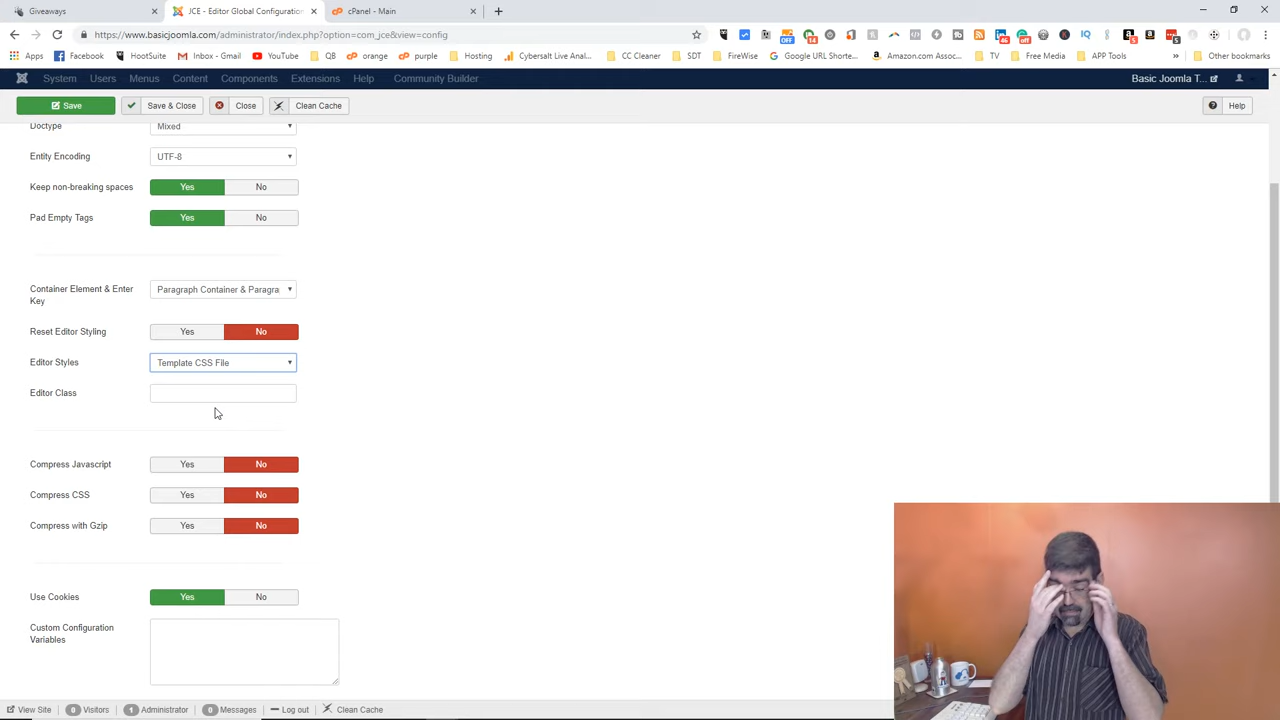 Giveaways
JCE - Editor Global Configuration
cPanel - Main
https://www.basicjoomla.com/administrator/index.php?option=com_jce&view=config
Apps Facebook HootSuite Inbox - Gmail YouTube QB orange purple Hosting Cybersalt Live Anal... CC Cleaner SDT FireWise Google URL Shorte... Amazon.com Assoc... TV Free Media APP Tools » Other bookmarks
System Users Menus Content Components Extensions Help Community Builder Basic Joomla T...
Save Save & Close Close Clean Cache Help
Doctype Mixed
Entity Encoding UTF-8
Keep non-breaking spaces Yes No
Pad Empty Tags Yes No
Container Element & Enter Key Paragraph Container & Paragra
Reset Editor Styling Yes No
Editor Styles Template CSS File
Editor Class
Compress Javascript Yes No
Compress CSS Yes No
Compress with Gzip Yes No
Use Cookies Yes No
Custom Configuration
Variables
View Site 0 Visitors 1 Administrator 0 Messages Log out Clean Cache